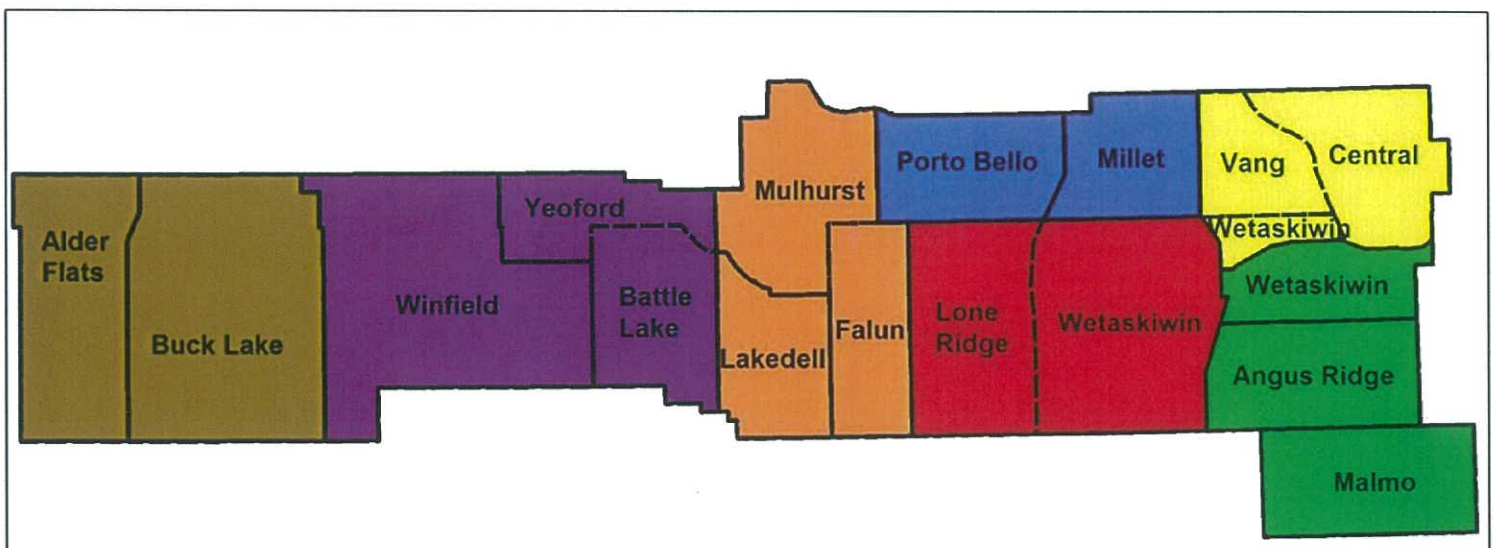 Alder
Flats
Buck Lake
Winfield
Yeoford
Battle
Lake
Mulhurst
Lakedell
Falun
Porto Bello
Millet
Lone
Ridge
Wetaskiwin
Vang
Central
Wetaskiwin
Wetaskiwin
Angus Ridge
Malmo